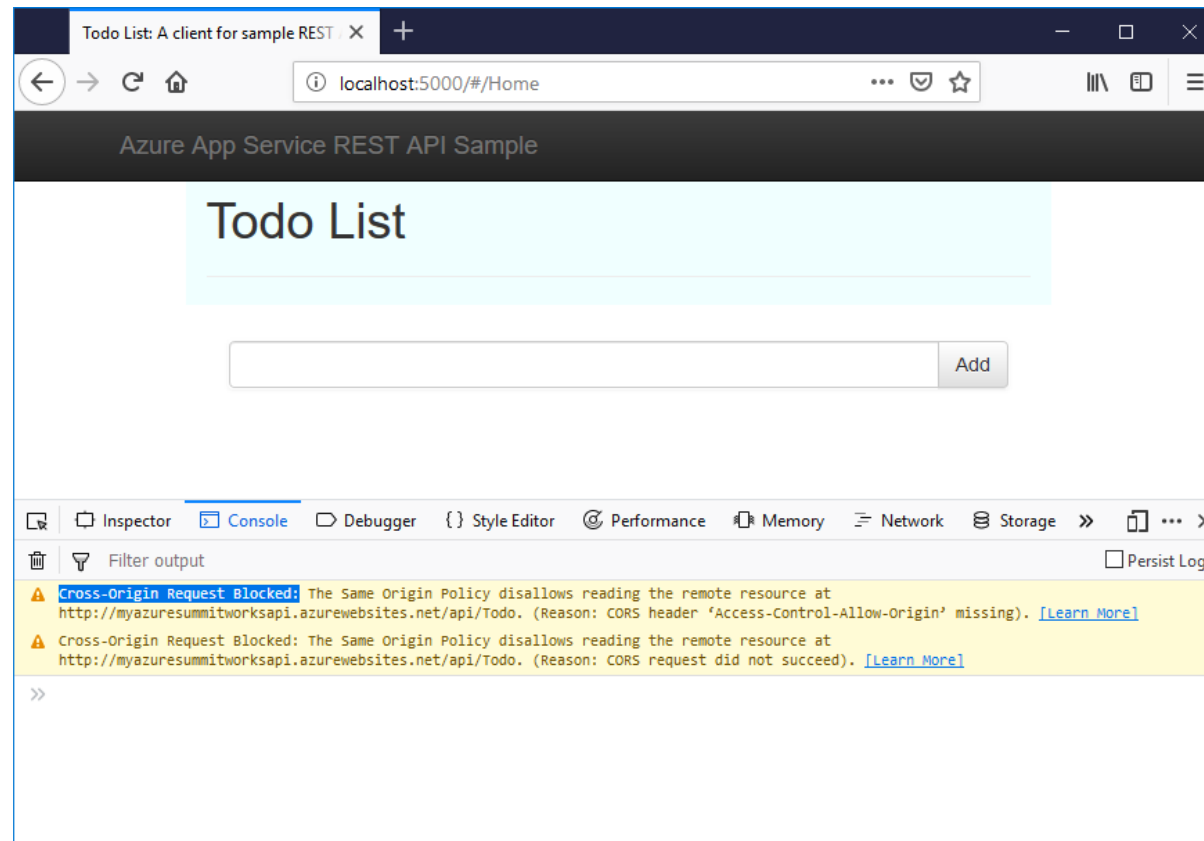 Todo List: A client for sample REST
localhost:5000/#/Home
Azure App Service REST API Sample
Todo List
Add
Inspector Console Debugger { } Style Editor Performance Memory Network Storage
Filter output Persist Log
Cross-Origin Request Blocked: The Same Origin Policy disallows reading the remote resource at
http://myazuresummitworksapi.azurewebsites.net/api/Todo. (Reason: CORS header ‘Access-Control-Allow-Origin’ missing). [Learn More]
Cross-Origin Request Blocked: The Same Origin Policy disallows reading the remote resource at
http://myazuresummitworksapi.azurewebsites.net/api/Todo. (Reason: CORS request did not succeed). [Learn More]